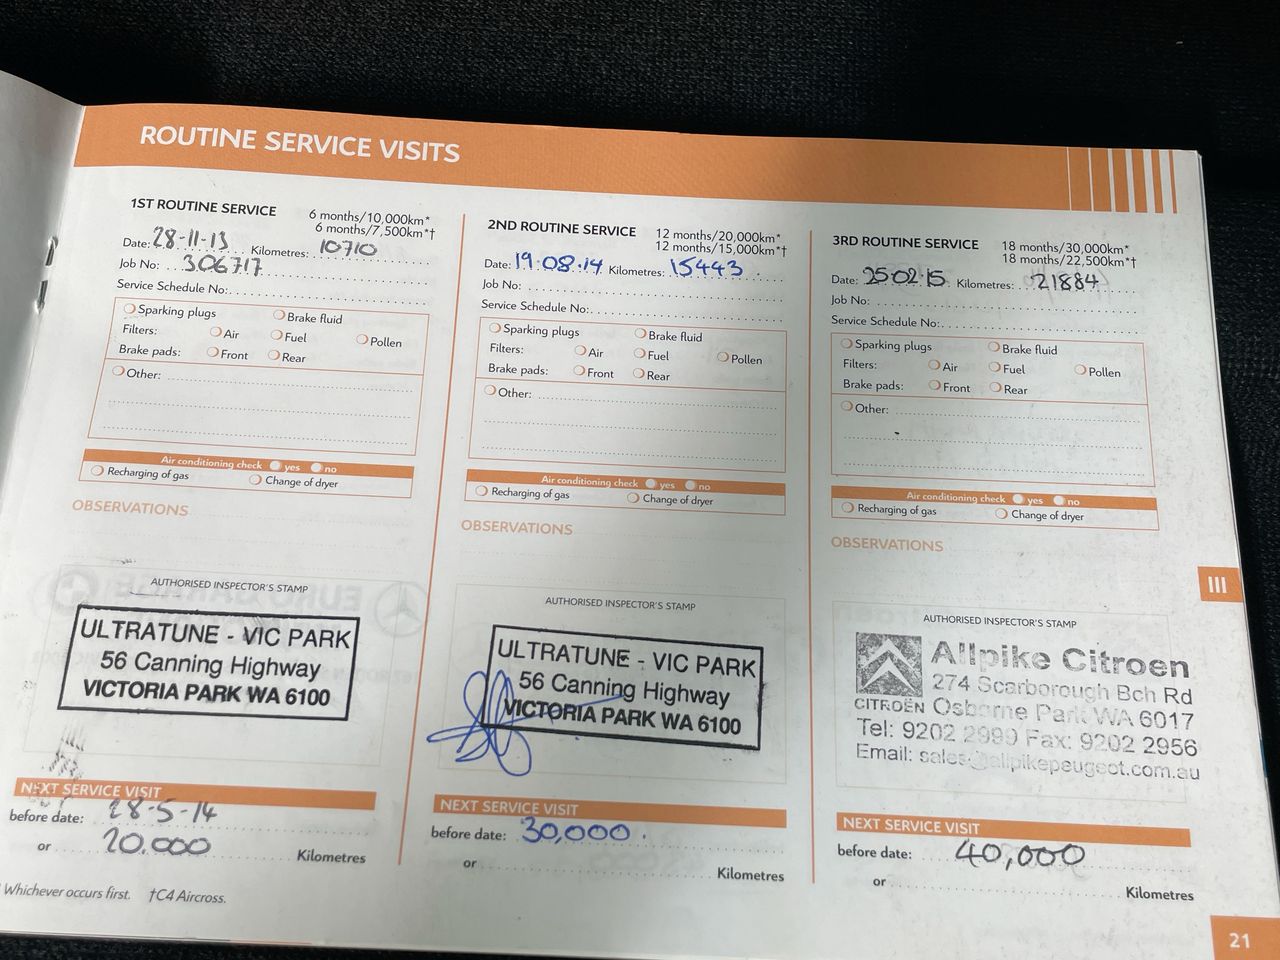 ROUTINE SERVICE VISITS
1ST ROUTINE SERVICE
6 months/10,000km*
6 months/7,500km*†
Date: 28-11-13 Kilometres: 10710
Job No: 306717
Service Schedule No:
Sparking plugs Brake fluid
Filters: Air Fuel Pollen
Brake pads: Front Rear
Other:
Air conditioning check yes no
Recharging of gas Change of dryer
OBSERVATIONS
AUTHORISED INSPECTOR'S STAMP
ULTRATUNE - VIC PARK
56 Canning Highway
VICTORIA PARK WA 6100
NEXT SERVICE VISIT
before date: 28-5-14
or 20.000 Kilometres
Whichever occurs first. †C4 Aircross.
2ND ROUTINE SERVICE
12 months/20,000km*
12 months/15,000km*†
Date: 19.08.14 Kilometres: 15443
Job No:
Service Schedule No:
Sparking plugs Brake fluid
Filters: Air Fuel Pollen
Brake pads: Front Rear
Other:
Air conditioning check yes no
Recharging of gas Change of dryer
OBSERVATIONS
AUTHORISED INSPECTOR'S STAMP
ULTRATUNE - VIC PARK
56 Canning Highway
VICTORIA PARK WA 6100
NEXT SERVICE VISIT
before date: 30,000.
or Kilometres
3RD ROUTINE SERVICE
18 months/30,000km*
18 months/22,500km*†
Date: 25.02.15 Kilometres: 21884
Job No:
Service Schedule No:
Sparking plugs Brake fluid
Filters: Air Fuel Pollen
Brake pads: Front Rear
Other:
Air conditioning check yes no
Recharging of gas Change of dryer
OBSERVATIONS
AUTHORISED INSPECTOR'S STAMP
Allpike Citroen
274 Scarborough Bch Rd
CITROËN Osborne Park WA 6017
Tel: 9202 2999 Fax: 9202 2956
Email: sales@allpikepeugeot.com.au
NEXT SERVICE VISIT
before date: 40,000
or Kilometres
III
21